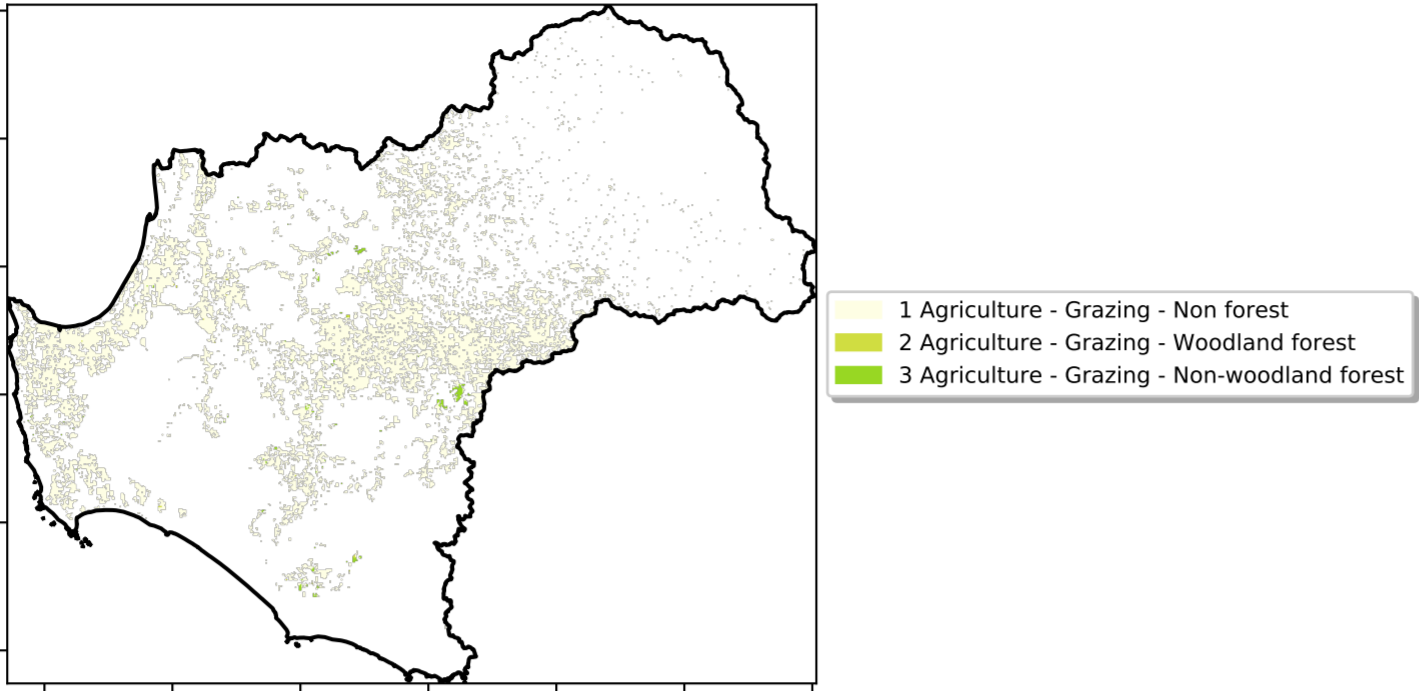 1 Agriculture - Grazing - Non forest
2 Agriculture - Grazing - Woodland forest
3 Agriculture - Grazing - Non-woodland forest